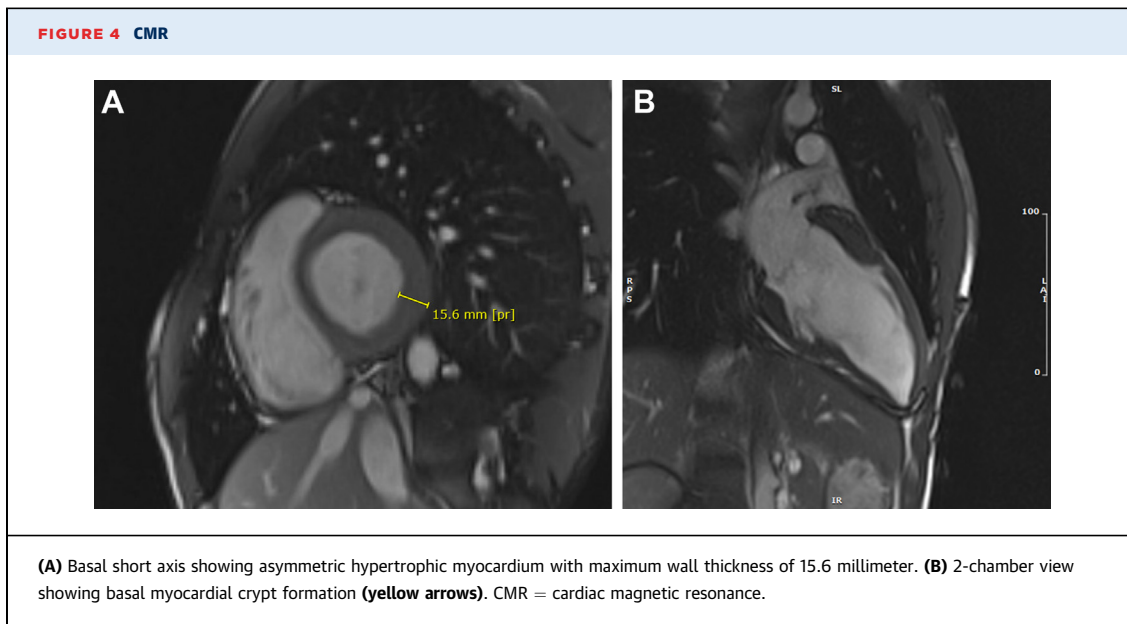 FIGURE 4 CMR
A
B
SL
15.6 mm [pr]
100
R
P
S
L
A
I
0
IR
(A) Basal short axis showing asymmetric hypertrophic myocardium with maximum wall thickness of 15.6 millimeter. (B) 2-chamber view
showing basal myocardial crypt formation (yellow arrows). CMR = cardiac magnetic resonance.